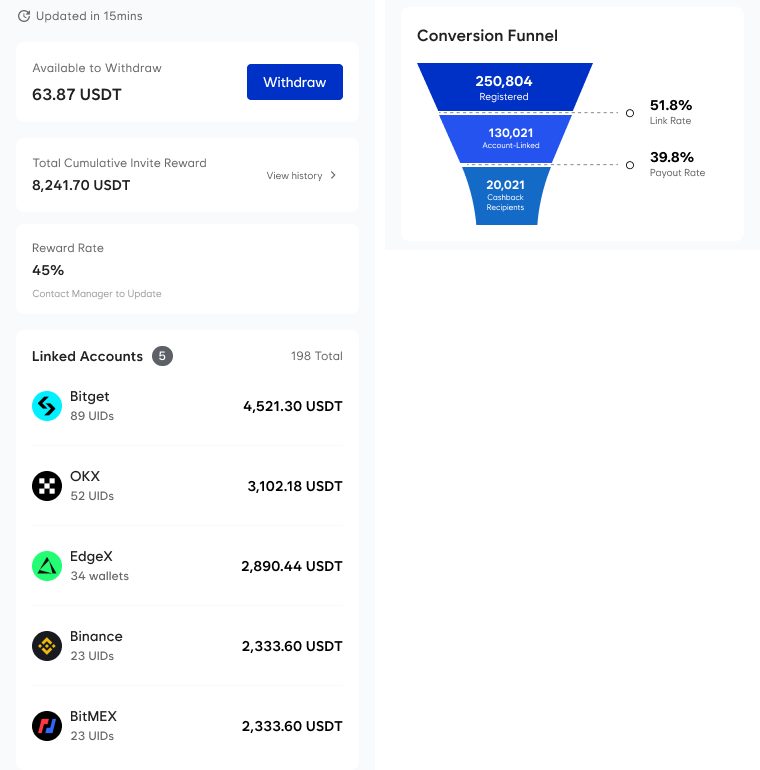 Updated in 15mins
Available to Withdraw
63.87 USDT
Withdraw
Total Cumulative Invite Reward
8,241.70 USDT
View history
Reward Rate
45%
Contact Manager to Update
Linked Accounts 5
198 Total
Bitget
89 UIDs
4,521.30 USDT
OKX
52 UIDs
3,102.18 USDT
EdgeX
34 wallets
2,890.44 USDT
Binance
23 UIDs
2,333.60 USDT
BitMEX
23 UIDs
2,333.60 USDT
Conversion Funnel
250,804
Registered
51.8%
Link Rate
130,021
Account-Linked
39.8%
Payout Rate
20,021
Cashback
Recipients